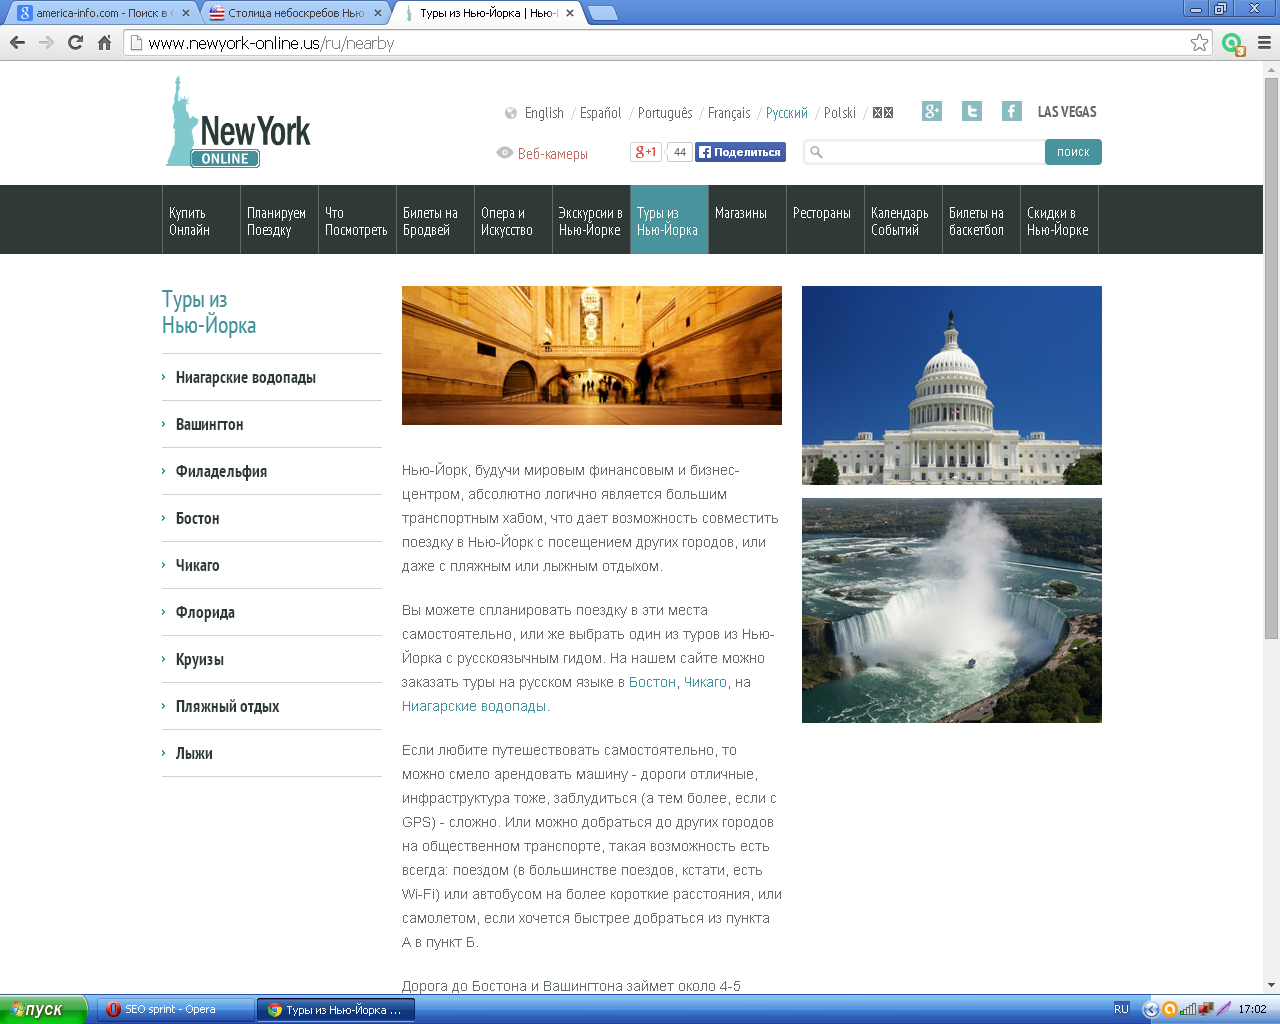 america-info.com - Поиск в
Столица небоскребов Нью-
Туры из Нью-Йорка | Нью-
www.newyork-online.us/ru/nearby
3
New York
ONLINE
English / Español / Português / Français / Русский / Polski /
LAS VEGAS
Веб-камеры
+1
44
Поделиться
поиск
Купить
Онлайн
Планируем
Поездку
Что
Посмотреть
Билеты на
Бродвей
Опера и
Искусство
Экскурсии в
Нью-Йорке
Туры из
Нью-Йорка
Магазины
Рестораны
Календарь
Событий
Билеты на
баскетбол
Скидки в
Нью-Йорке
Туры из
Нью-Йорка
Ниагарские водопады
Вашингтон
Филадельфия
Бостон
Чикаго
Флорида
Круизы
Пляжный отдых
Лыжи
Нью-Йорк, будучи мировым финансовым и бизнес-
центром, абсолютно логично является большим
транспортным хабом, что дает возможность совместить
поездку в Нью-Йорк с посещением других городов, или
даже с пляжным или лыжным отдыхом.
Вы можете спланировать поездку в эти места
самостоятельно, или же выбрать один из туров из Нью-
Йорка с русскоязычным гидом. На нашем сайте можно
заказать туры на русском языке в Бостон, Чикаго, на
Ниагарские водопады.
Если любите путешествовать самостоятельно, то
можно смело арендовать машину - дороги отличные,
инфраструктура тоже, заблудиться (а тем более, если с
GPS) - сложно. Или можно добраться до других городов
на общественном транспорте, такая возможность есть
всегда: поездом (в большинстве поездов, кстати, есть
Wi-Fi) или автобусом на более короткие расстояния, или
самолетом, если хочется быстрее добраться из пункта
А в пункт Б.
Дорога до Бостона и Вашингтона займет около 4-5
пуск
SEO sprint - Opera
Туры из Нью-Йорка ...
RU
17:02